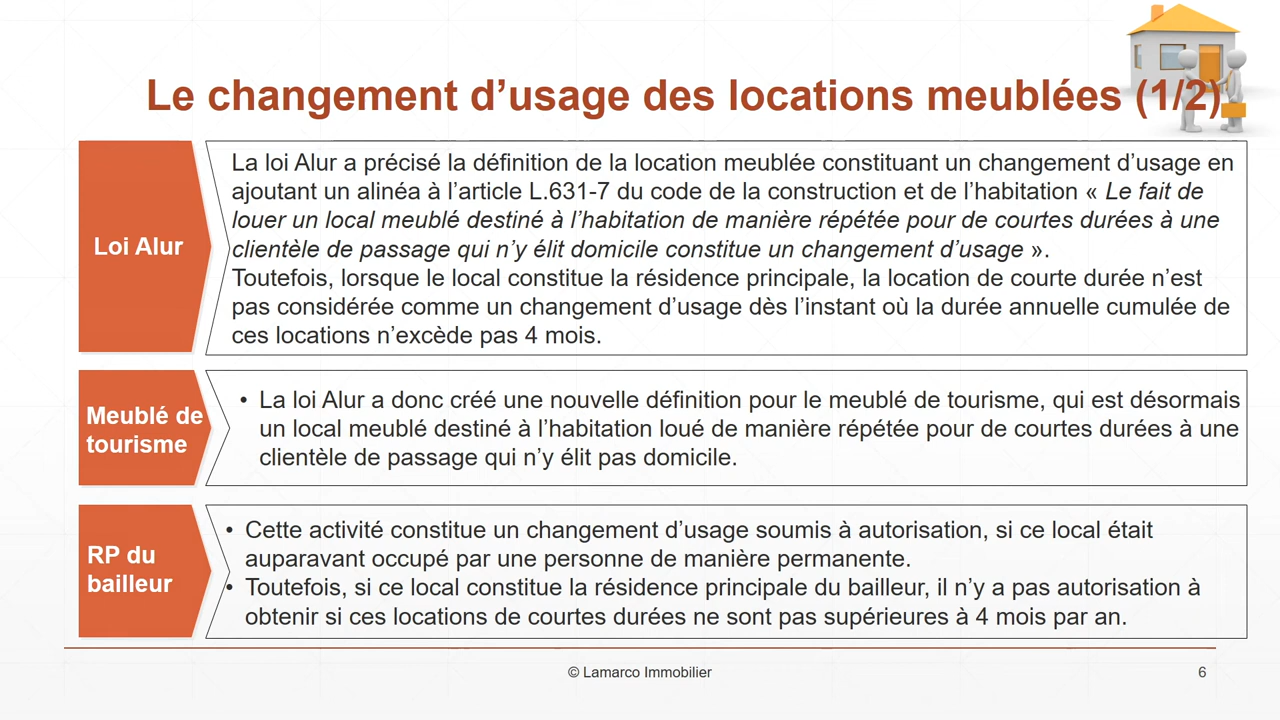 Le changement d’usage des locations meublées (1/2)
Loi Alur
La loi Alur a précisé la définition de la location meublée constituant un changement d’usage en
ajoutant un alinéa à l’article L.631-7 du code de la construction et de l’habitation « Le fait de
louer un local meublé destiné à l’habitation de manière répétée pour de courtes durées à une
clientèle de passage qui n’y élit domicile constitue un changement d’usage ».
Toutefois, lorsque le local constitue la résidence principale, la location de courte durée n’est
pas considérée comme un changement d’usage dès l’instant où la durée annuelle cumulée de
ces locations n’excède pas 4 mois.
Meublé de
tourisme
• La loi Alur a donc créé une nouvelle définition pour le meublé de tourisme, qui est désormais
un local meublé destiné à l’habitation loué de manière répétée pour de courtes durées à une
clientèle de passage qui n’y élit pas domicile.
RP du
bailleur
• Cette activité constitue un changement d’usage soumis à autorisation, si ce local était
auparavant occupé par une personne de manière permanente.
• Toutefois, si ce local constitue la résidence principale du bailleur, il n’y a pas autorisation à
obtenir si ces locations de courtes durées ne sont pas supérieures à 4 mois par an.
© Lamarco Immobilier
6